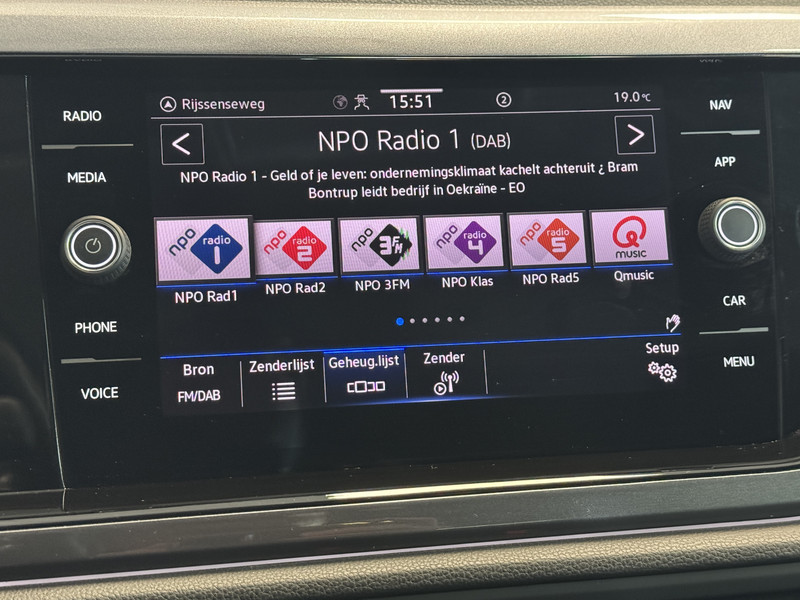 RADIO
MEDIA
PHONE
VOICE
Rijssenseweg
15:51
2
19.0°C
NPO Radio 1 (DAB)
NPO Radio 1 - Geld of je leven: ondernemingsklimaat kachelt achteruit ¿ Bram
Bontrup leidt bedrijf in Oekraïne - EO
npo radio 1
npo radio 2
npo 3FM
npo radio 4
npo radio 5
Q music
NPO Rad1
NPO Rad2
NPO 3FM
NPO Klas
NPO Rad5
Qmusic
Bron
FM/DAB
Zenderlijst
Geheug.lijst
Zender
Setup
NAV
APP
CAR
MENU